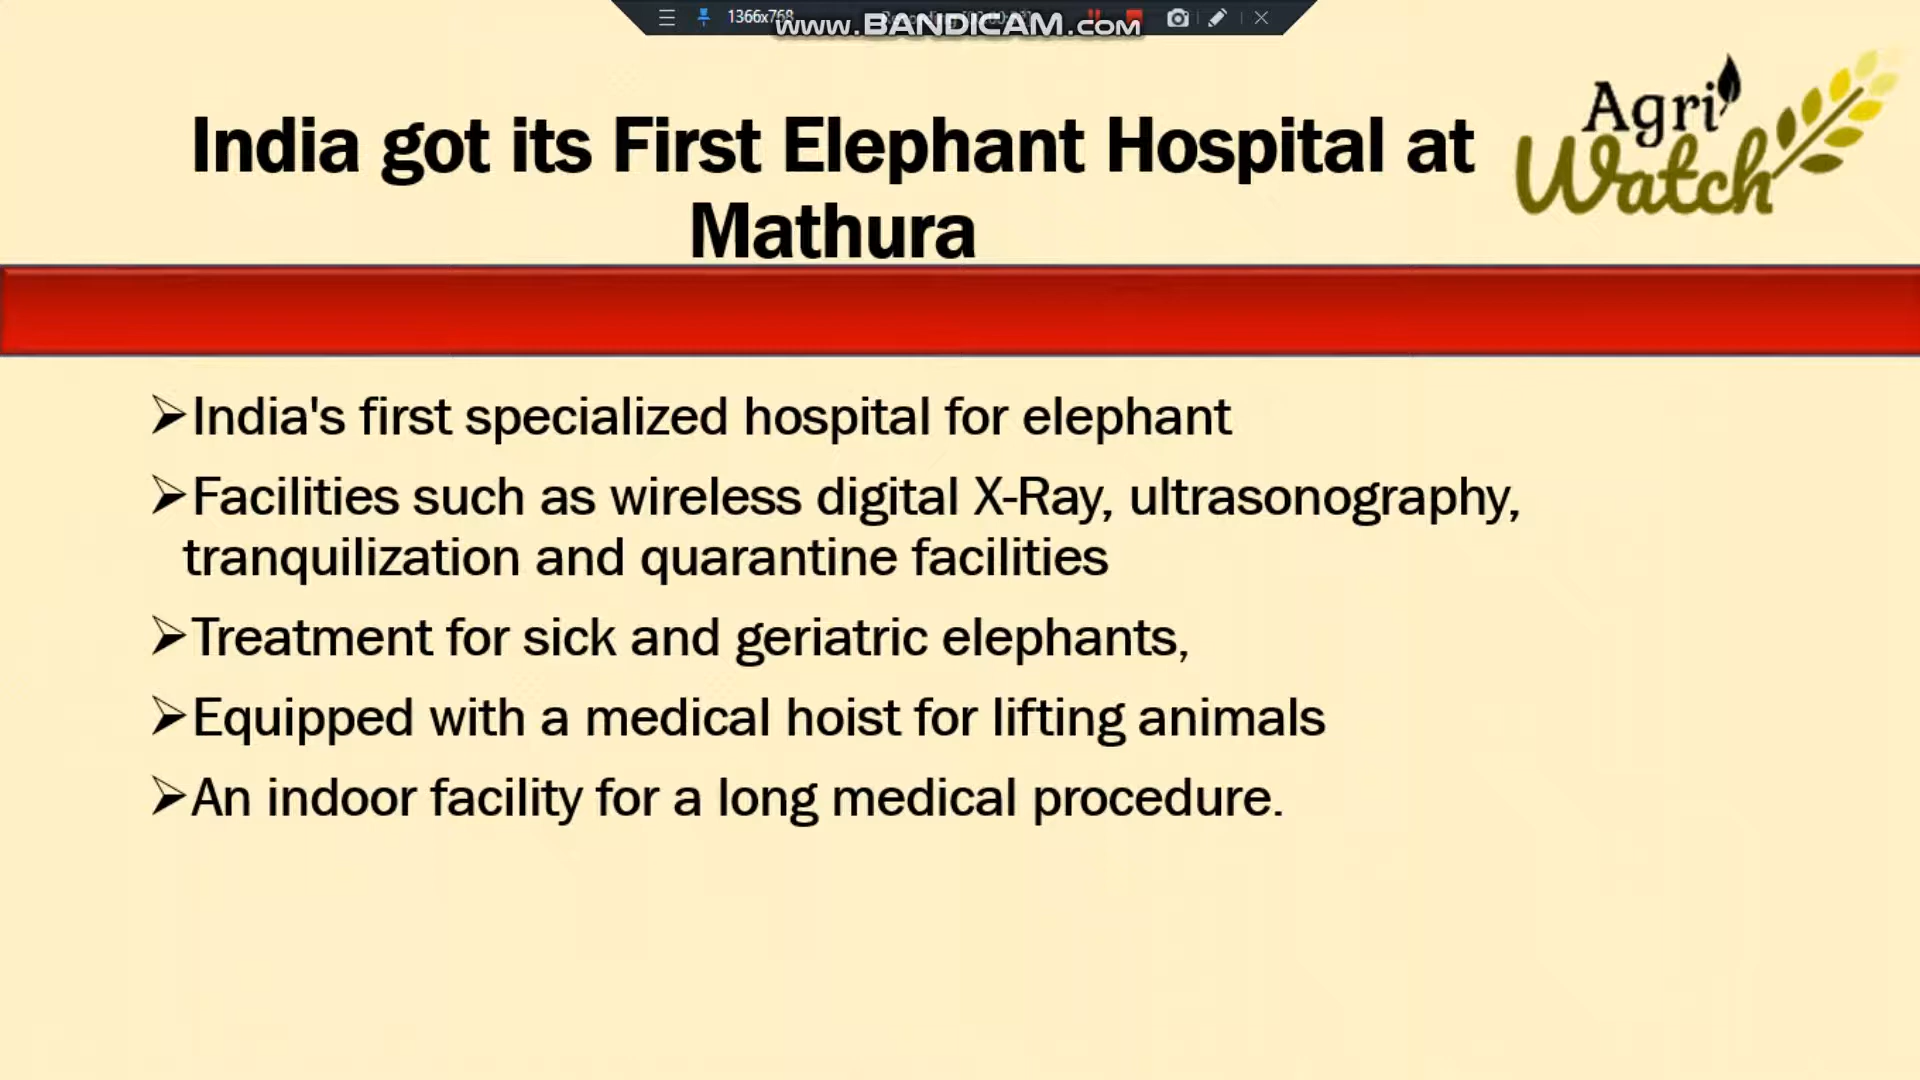 1366x768
www.BANDICAM.com
Agri
Watch
India got its First Elephant Hospital at
Mathura
➢India's first specialized hospital for elephant
➢Facilities such as wireless digital X-Ray, ultrasonography,
tranquilization and quarantine facilities
➢Treatment for sick and geriatric elephants,
➢Equipped with a medical hoist for lifting animals
➢An indoor facility for a long medical procedure.